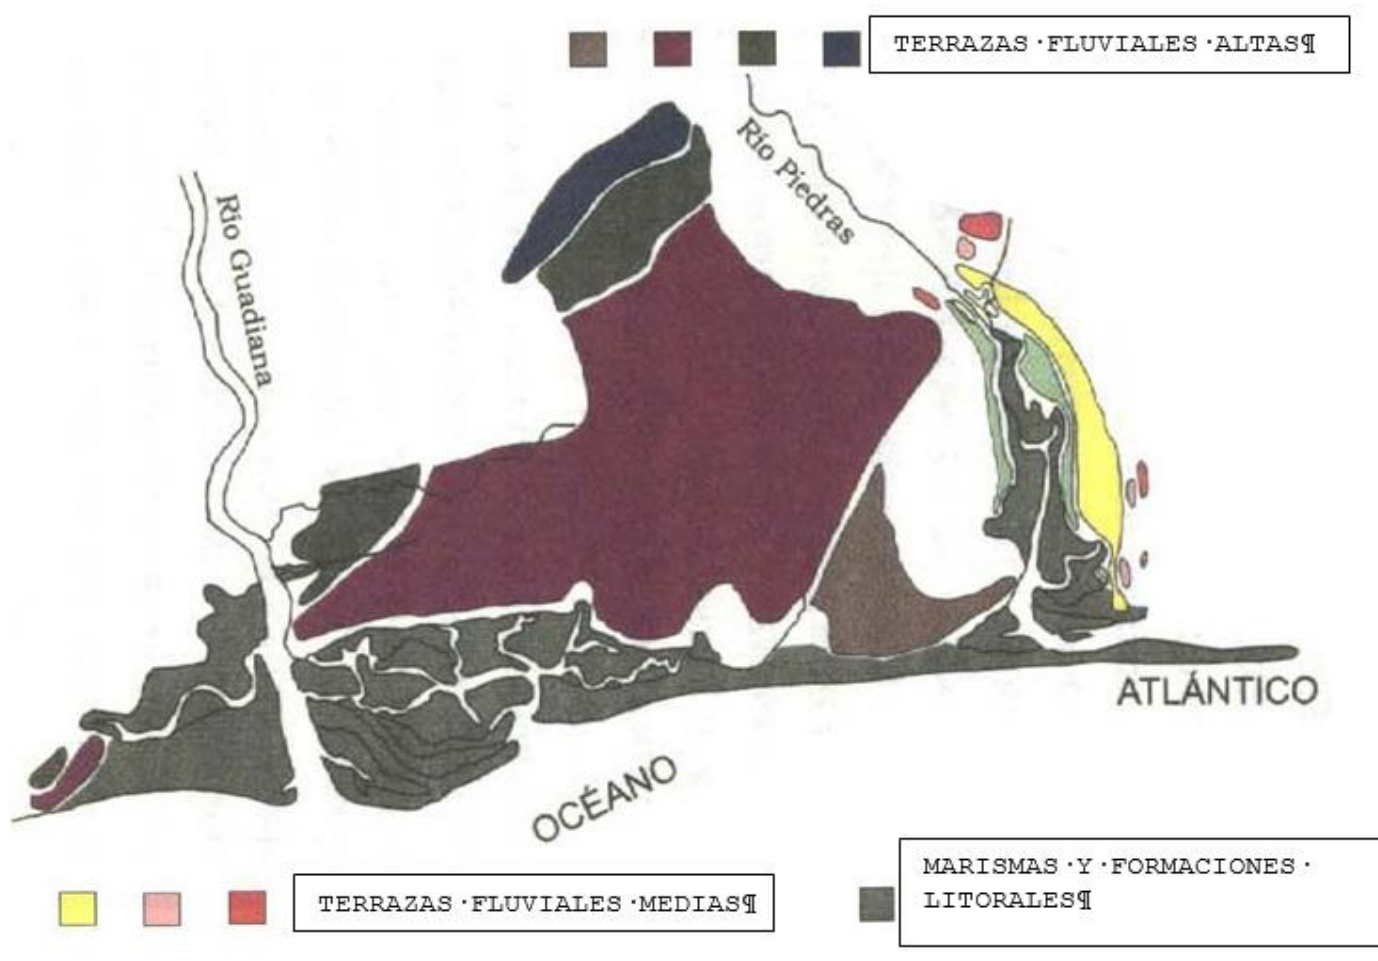 TERRAZAS·FLUVIALES·ALTAS¶
Río Piedras
Río Guadiana
ATLÁNTICO
OCÉANO
MARISMAS·Y·FORMACIONES·
LITORALES¶
TERRAZAS·FLUVIALES·MEDIAS¶